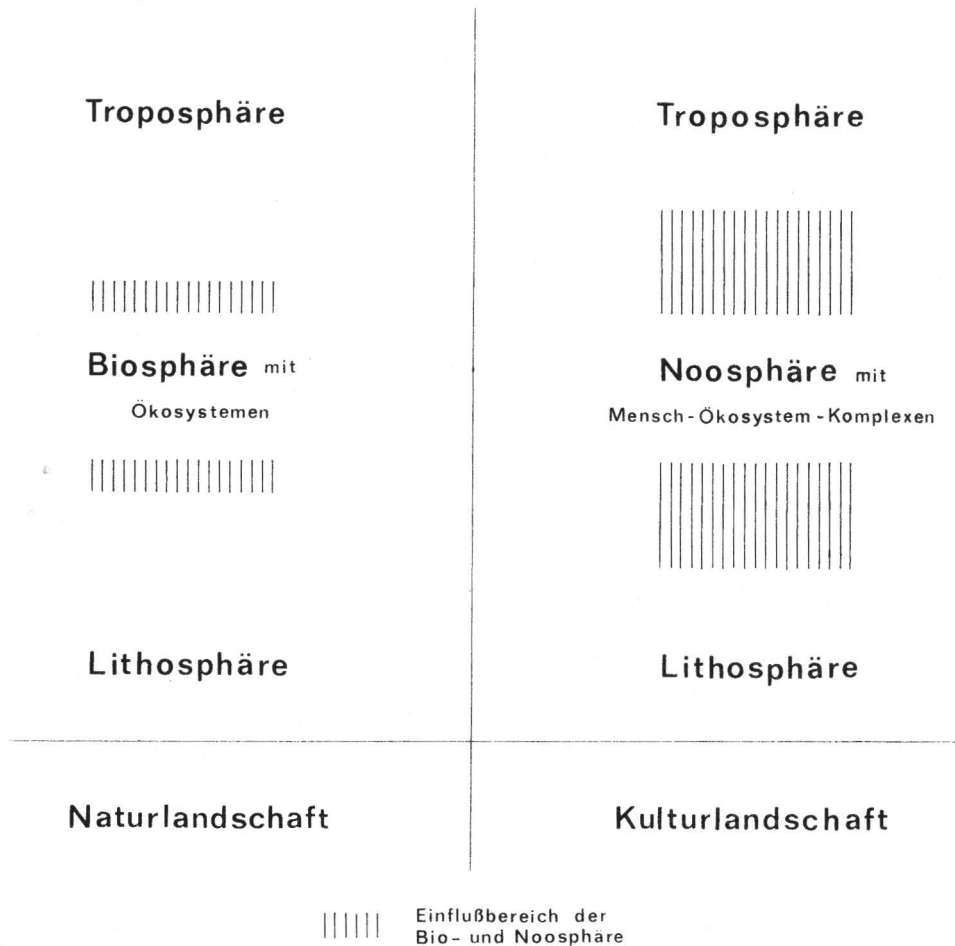 Troposphäre
Biosphäre mit
Ökosystemen
Lithosphäre
Naturlandschaft
Troposphäre
Noosphäre mit
Mensch-Ökosystem-Komplexen
Lithosphäre
Kulturlandschaft
Einflußbereich der
Bio- und Noosphäre